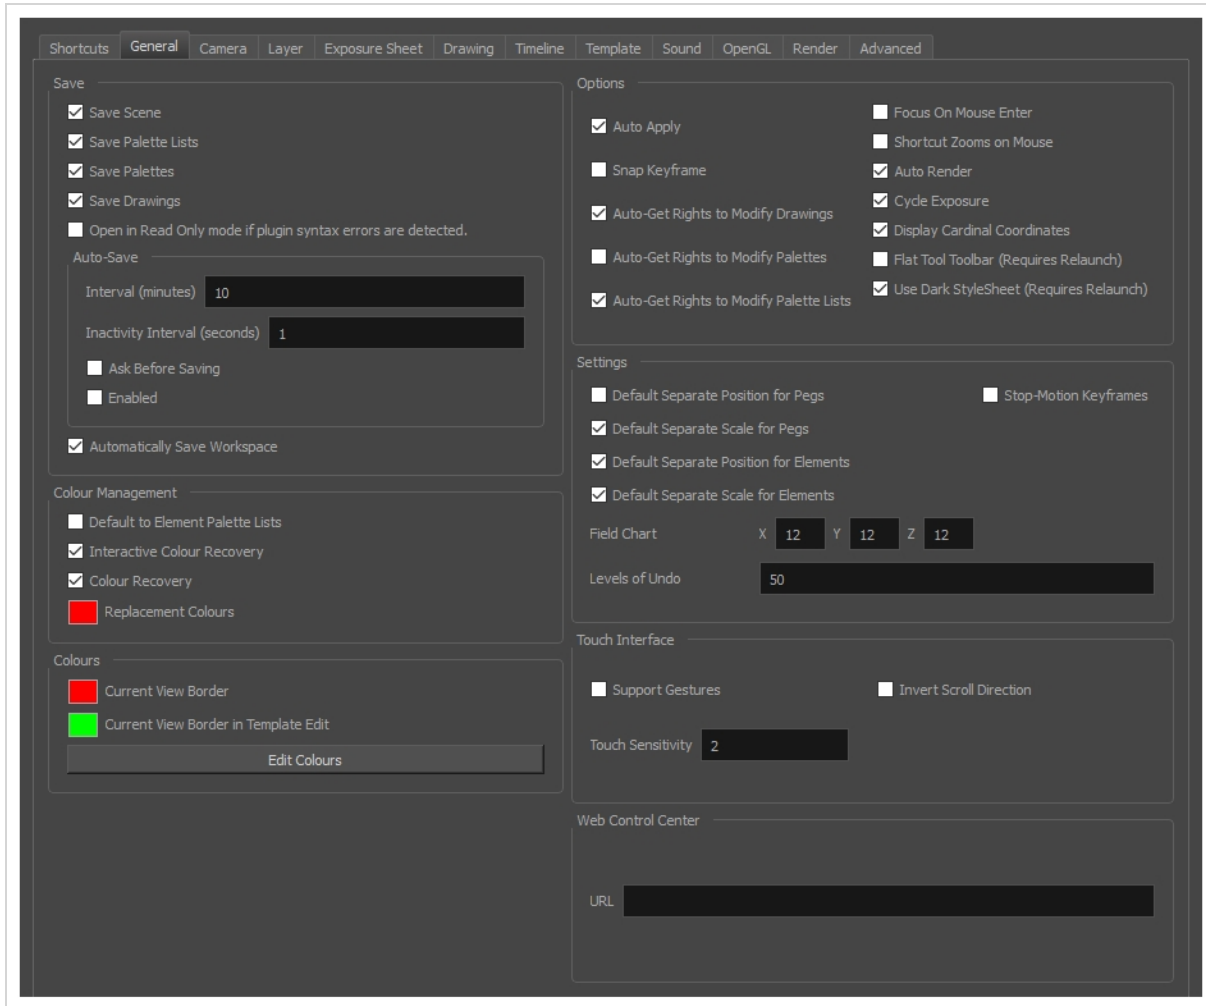 Shortcuts General Camera Layer Exposure Sheet Drawing Timeline Template Sound OpenGL Render Advanced
Save
Save Scene
Save Palette Lists
Save Palettes
Save Drawings
Open in Read Only mode if plugin syntax errors are detected.
Auto-Save
Interval (minutes) 10
Inactivity Interval (seconds) 1
Ask Before Saving
Enabled
Automatically Save Workspace
Colour Management
Default to Element Palette Lists
Interactive Colour Recovery
Colour Recovery
Replacement Colours
Colours
Current View Border
Current View Border in Template Edit
Edit Colours
Options
Auto Apply
Snap Keyframe
Auto-Get Rights to Modify Drawings
Auto-Get Rights to Modify Palettes
Auto-Get Rights to Modify Palette Lists
Focus On Mouse Enter
Shortcut Zooms on Mouse
Auto Render
Cycle Exposure
Display Cardinal Coordinates
Flat Tool Toolbar (Requires Relaunch)
Use Dark StyleSheet (Requires Relaunch)
Settings
Default Separate Position for Pegs Stop-Motion Keyframes
Default Separate Scale for Pegs
Default Separate Position for Elements
Default Separate Scale for Elements
Field Chart X 12 Y 12 Z 12
Levels of Undo 50
Touch Interface
Support Gestures Invert Scroll Direction
Touch Sensitivity 2
Web Control Center
URL